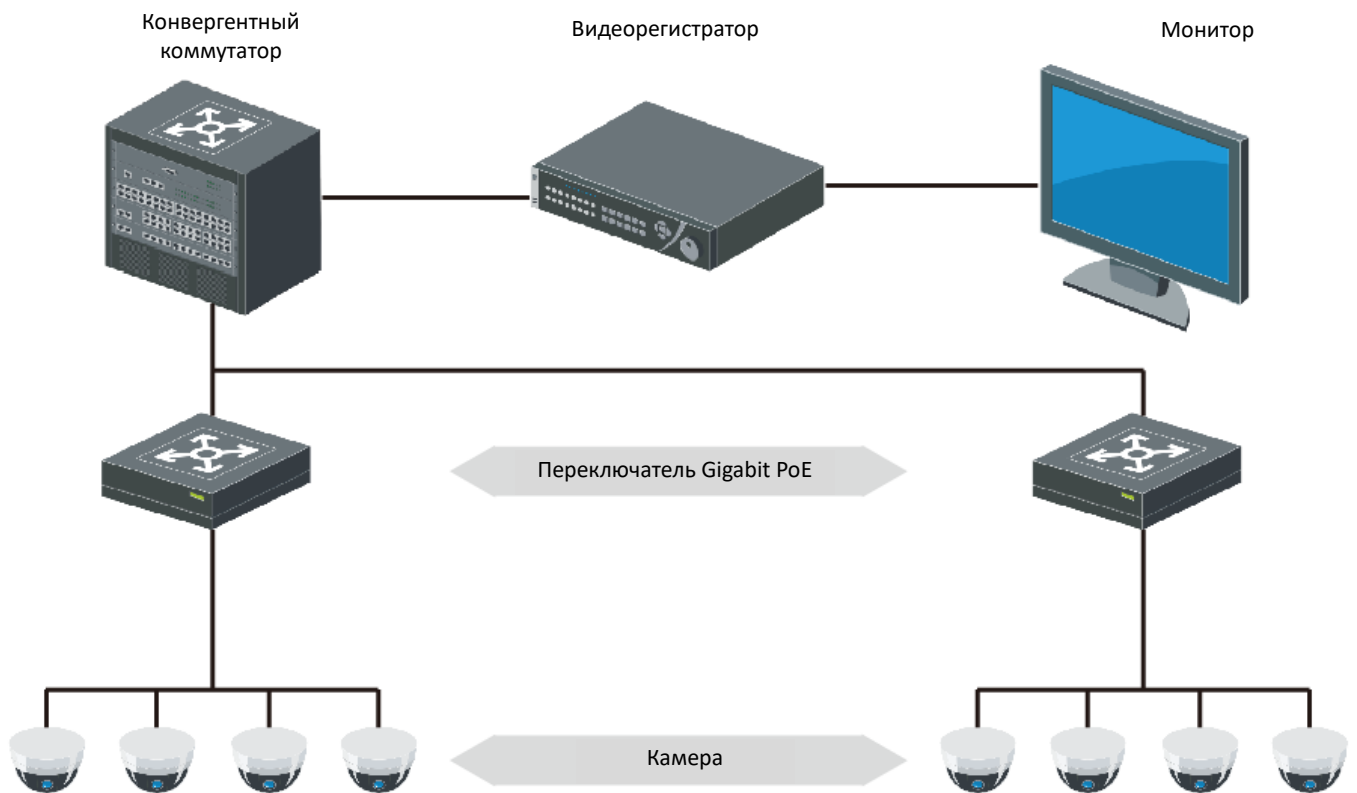 Конвергентный
коммутатор
Видеорегистратор
Монитор
Переключатель Gigabit PoE
Камера